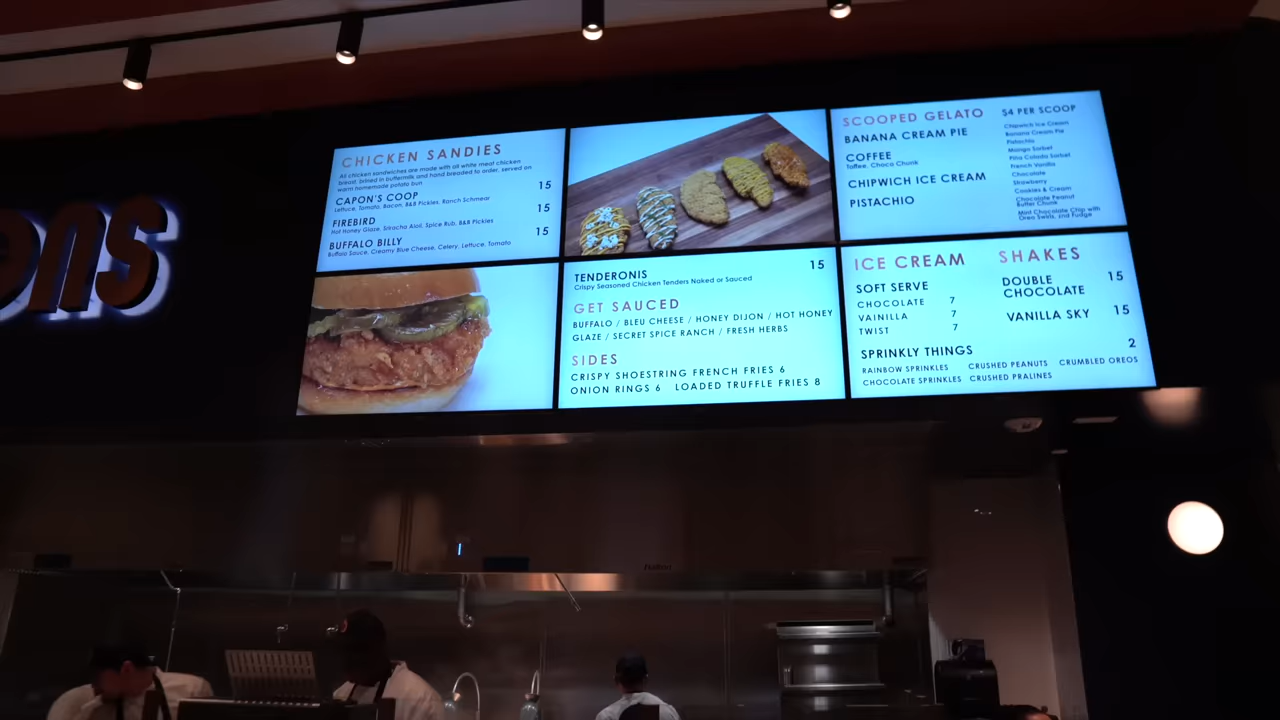 ONS
CHICKEN SANDIES
All chicken sandwiches are made with all white meat chicken
breast, brined in buttermilk and hand breaded to order, served on
warm homemade potato bun
CAPON'S COOP 15
Lettuce, Tomato, Bacon, B&B Pickles, Ranch Schmear
FIREBIRD 15
Hot Honey Glaze, Sriracha Aioli, Spice Rub, B&B Pickles
BUFFALO BILLY 15
Buffalo Sauce, Creamy Blue Cheese, Celery, Lettuce, Tomato
TENDERONIS 15
Crispy Seasoned Chicken Tenders Naked or Sauced
GET SAUCED
BUFFALO / BLEU CHEESE / HONEY DIJON / HOT HONEY
GLAZE / SECRET SPICE RANCH / FRESH HERBS
SIDES
CRISPY SHOESTRING FRENCH FRIES 6
ONION RINGS 6 LOADED TRUFFLE FRIES 8
SCOOPED GELATO
BANANA CREAM PIE
COFFEE
Toffee, Choco Chunk
CHIPWICH ICE CREAM
PISTACHIO
$4 PER SCOOP
Chipwich Ice Cream
Banana Cream Pie
Pistachio
Mango Sorbet
Piña Colada Sorbet
French Vanilla
Chocolate
Strawberry
Cookies & Cream
Chocolate Peanut
Butter Chunk
Mint Chocolate Chip with
Oreo Swirls, and Fudge
ICE CREAM
SOFT SERVE
CHOCOLATE 7
VAINILLA 7
TWIST 7
SHAKES
DOUBLE
CHOCOLATE 15
VANILLA SKY 15
SPRINKLY THINGS 2
RAINBOW SPRINKLES CRUSHED PEANUTS CRUMBLED OREOS
CHOCOLATE SPRINKLES CRUSHED PRALINES